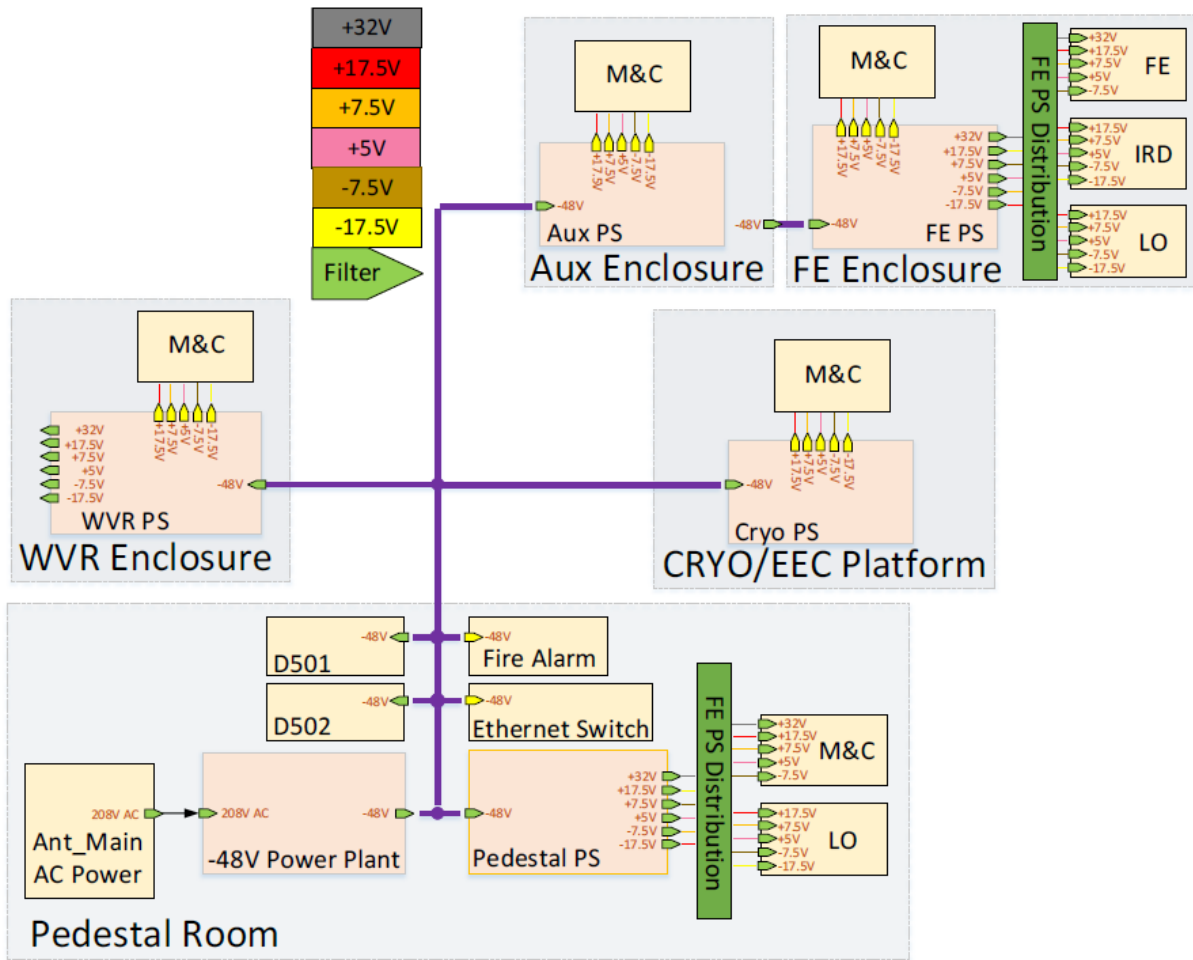 +32V
+17.5V
+7.5V
+5V
-7.5V
-17.5V
Filter
M&C
+17.5V
+7.5V
+5V
-7.5V
-17.5V
-48V
Aux PS
Aux Enclosure
-48V
M&C
+17.5V
+7.5V
+5V
-7.5V
-17.5V
-48V
+32V
+17.5V
+7.5V
+5V
-7.5V
-17.5V
FE PS
FE Enclosure
FE PS Distribution
+32V
+17.5V
+7.5V
+5V
-7.5V
FE
+17.5V
+7.5V
+5V
-7.5V
-17.5V
IRD
+17.5V
+7.5V
+5V
-7.5V
-17.5V
LO
M&C
+17.5V
+7.5V
+5V
-7.5V
-17.5V
+32V
+17.5V
+7.5V
+5V
-7.5V
-17.5V
-48V
WVR PS
WVR Enclosure
M&C
+17.5V
+7.5V
+5V
-7.5V
-17.5V
-48V
Cryo PS
CRYO/EEC Platform
-48V
D501
-48V
Fire Alarm
-48V
D502
-48V
Ethernet Switch
208V AC
Ant_Main
AC Power
208V AC
-48V
-48V Power Plant
-48V
+32V
+17.5V
+7.5V
+5V
-7.5V
-17.5V
Pedestal PS
FE PS Distribution
+32V
+17.5V
+7.5V
+5V
-7.5V
M&C
+17.5V
+7.5V
+5V
-7.5V
-17.5V
LO
Pedestal Room